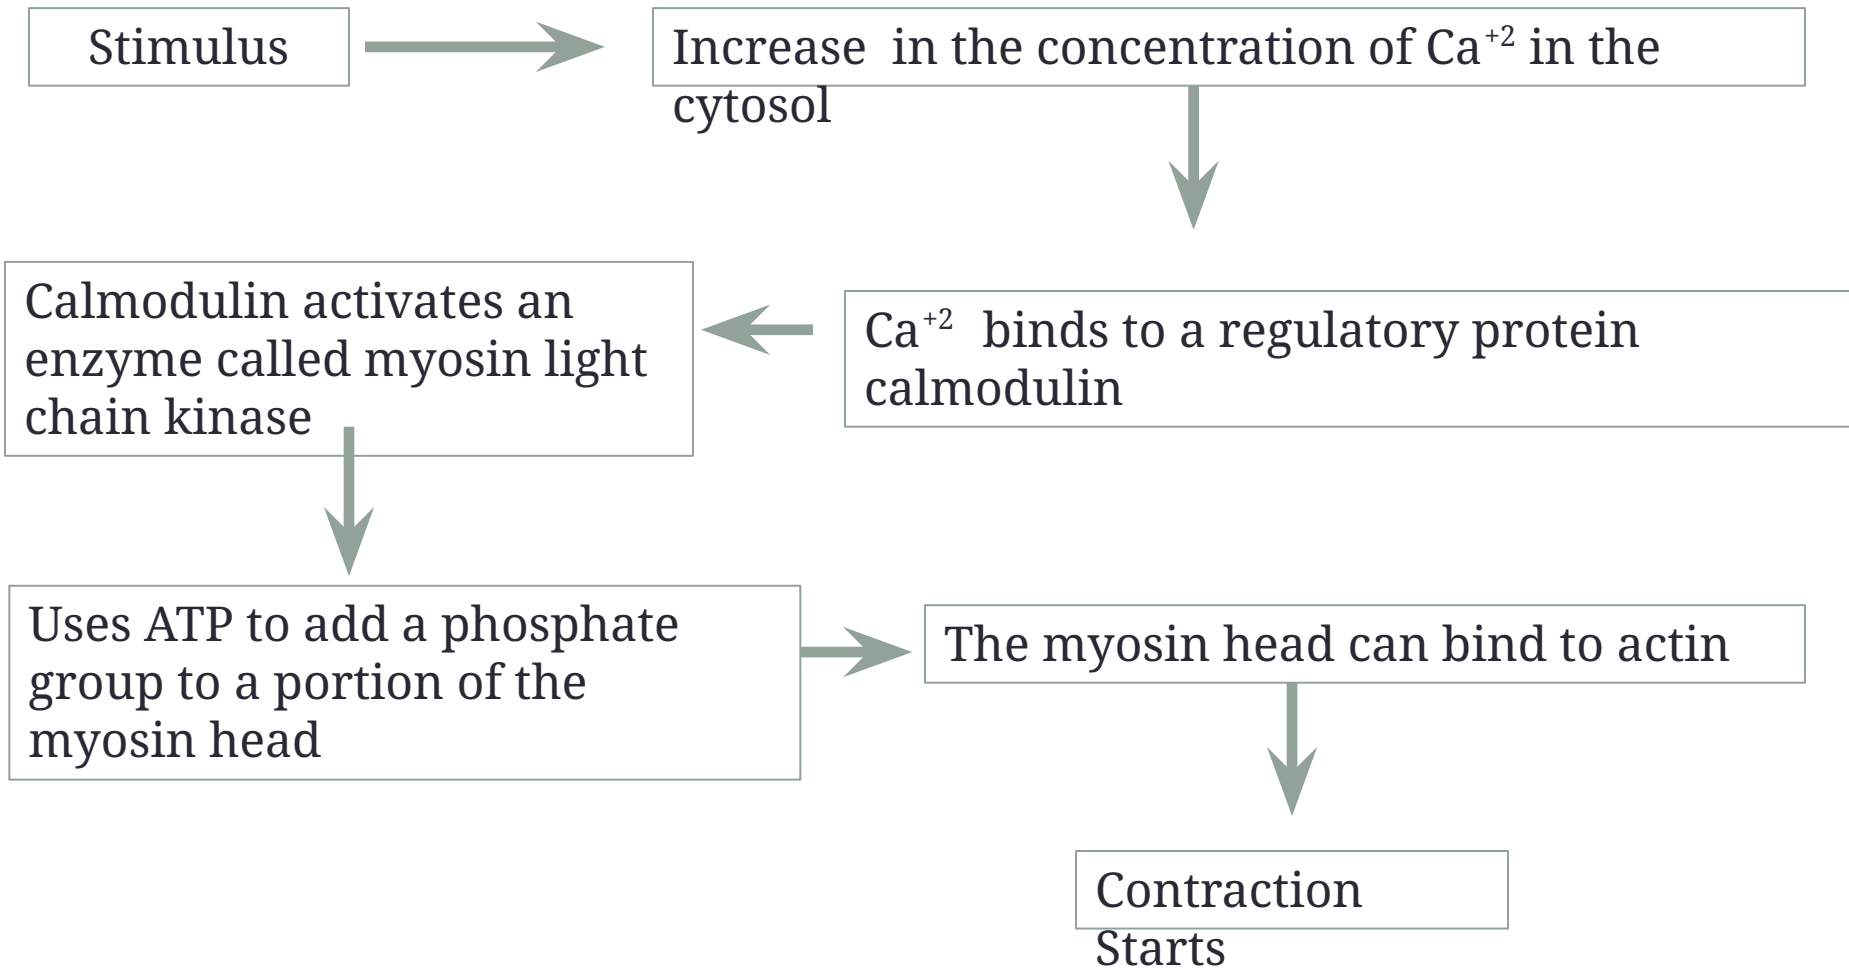 Stimulus
Increase  in the concentration of Ca⁺² in the
cytosol
Ca⁺²  binds to a regulatory protein
calmodulin
Calmodulin activates an
enzyme called myosin light
chain kinase
Uses ATP to add a phosphate
group to a portion of the
myosin head
The myosin head can bind to actin
Contraction
Starts